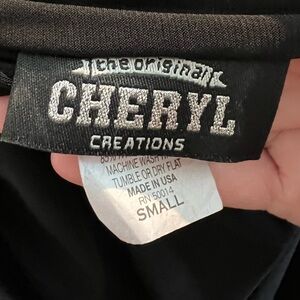 the original
CHERYL
CREATIONS
MACHINE WASH
TUMBLE OR DRY FLAT
MADE IN USA
RN 50014
SMALL